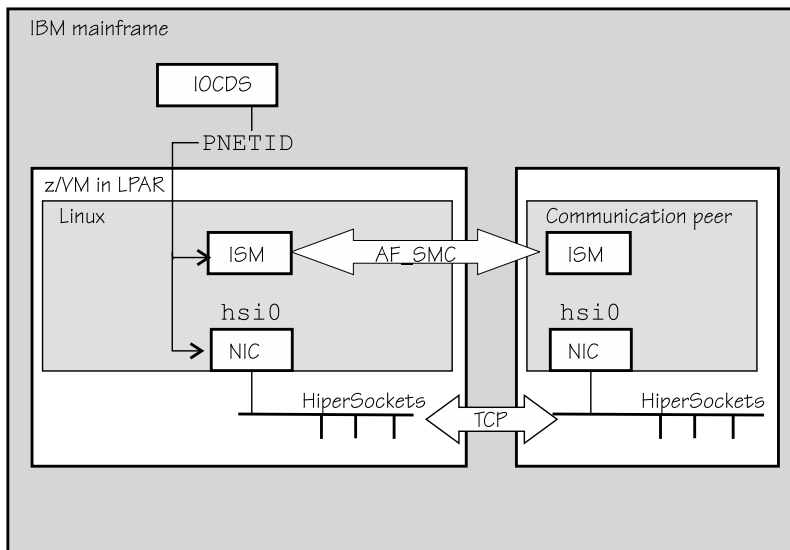 IBM mainframe
IOCDS
PNETID
z/VM in LPAR
Linux
Communication peer
ISM
AF_SMC
ISM
hsi0
hsi0
NIC
NIC
HiperSockets
HiperSockets
TCP